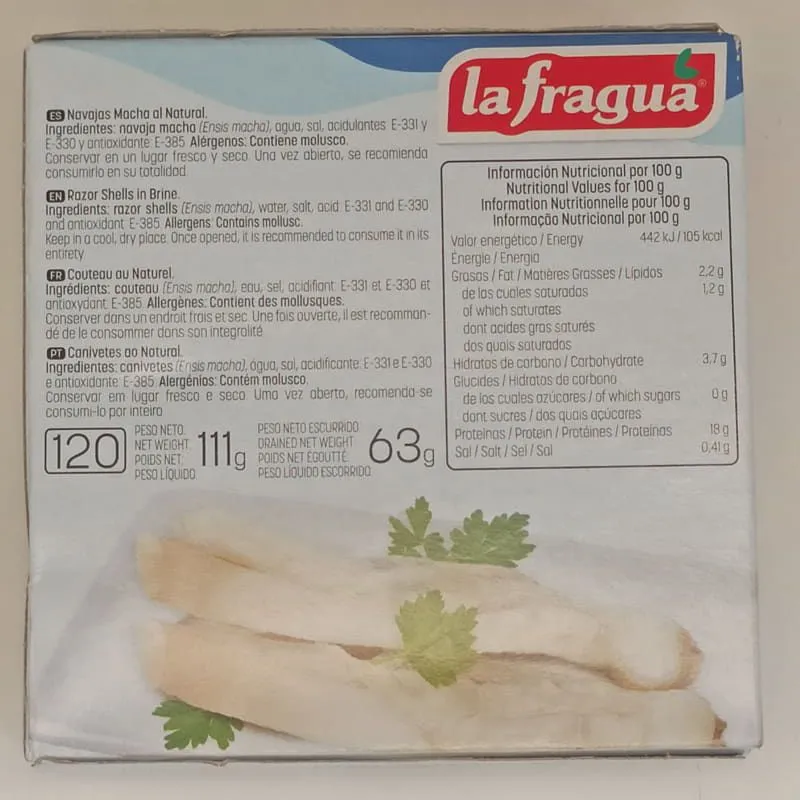 la fragua®
ES Navajas Macha al Natural.
Ingredientes: navaja macha (Ensis macha), agua, sal, acidulantes: E-331 y
E-330 y antioxidante: E-385. Alérgenos: Contiene molusco.
Conservar en un lugar fresco y seco. Una vez abierto, se recomienda
consumirlo en su totalidad.
EN Razor Shells in Brine.
Ingredients: razor shells (Ensis macha), water, salt, acid: E-331 and E-330
and antioxidant: E-385. Allergens: Contains mollusc.
Keep in a cool, dry place. Once opened, it is recommended to consume it in its
entirety.
FR Couteau au Naturel.
Ingrédients: couteau (Ensis macha), eau, sel, acidifiant: E-331 et E-330 et
antioxydant: E-385. Allergènes: Contient des mollusques.
Conserver dans un endroit frais et sec. Une fois ouverte, il est recomman-
dé de le consommer dans son integralité.
PT Canivetes ao Natural.
Ingredientes: canivetes (Ensis macha), água, sal, acidificante: E-331 e E-330
e antioxidante: E-385. Alergénios: Contém molusco.
Conservar em lugar fresco e seco. Uma vez aberto, recomenda-se
consumi-lo por inteiro.
120
PESO NETO:
NET WEIGHT:
POIDS NET:
PESO LÍQUIDO:
111g
PESO NETO ESCURRIDO:
DRAINED NET WEIGHT:
POIDS NET ÉGOUTTÉ:
PESO LÍQUIDO ESCORRIDO:
63g
Información Nutricional por 100 g
Nutritional Values for 100 g
Information Nutritionnelle pour 100 g
Informação Nutricional por 100 g
Valor energético / Energy 442 kJ / 105 kcal
Énergie / Energia
Grasas / Fat / Matières Grasses / Lípidos 2,2 g
de las cuales saturadas 1,2 g
of which saturates
dont acides gras saturés
dos quais saturados
Hidratos de carbono / Carbohydrate 3,7 g
Glucides / Hidratos de carbono
de los cuales azúcares / of which sugars 0 g
dont sucres / dos quais açúcares
Proteínas / Protein / Protéines / Proteínas 18 g
Sal / Salt / Sel / Sal 0,41 g